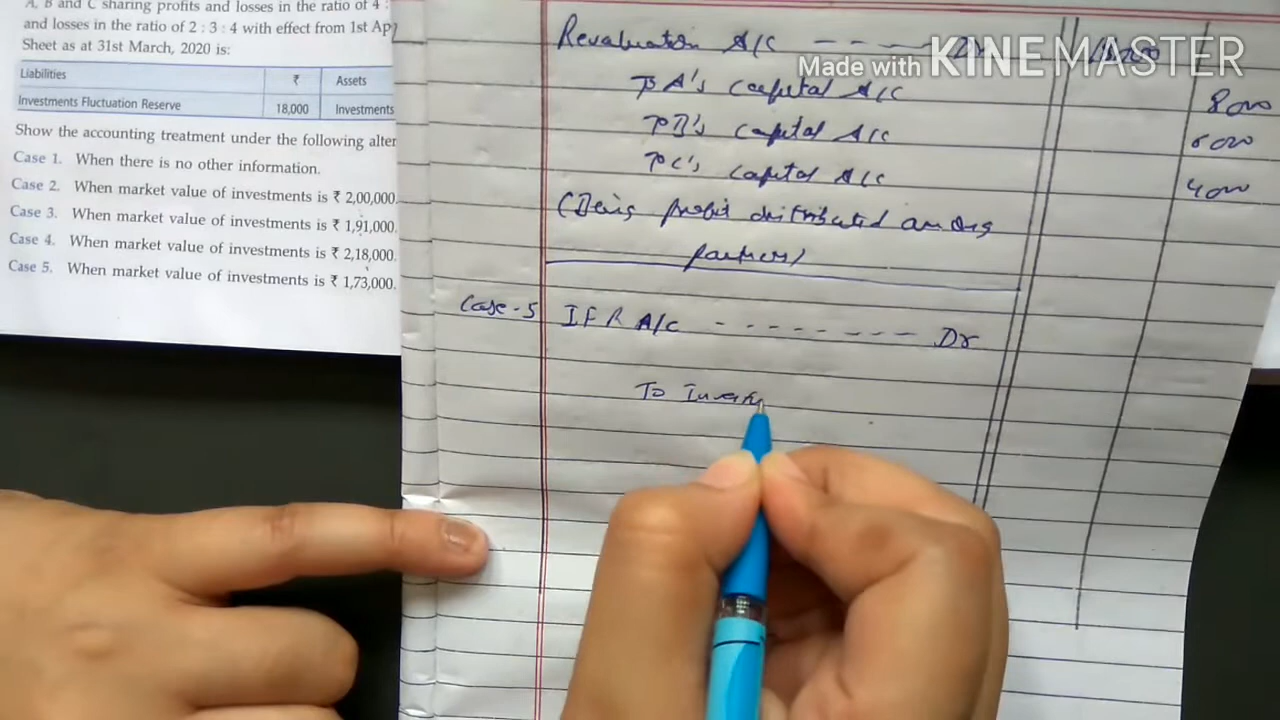 A, B and C sharing profits and losses in the ratio of 4 :
and losses in the ratio of 2 : 3 : 4 with effect from 1st Ap
Sheet as at 31st March, 2020 is:
Liabilities ₹ Assets
Investments Fluctuation Reserve 18,000 Investments
Show the accounting treatment under the following alter
Case 1. When there is no other information.
Case 2. When market value of investments is ₹ 2,00,000.
Case 3. When market value of investments is ₹ 1,91,000.
Case 4. When market value of investments is ₹ 2,18,000.
Case 5. When market value of investments is ₹ 1,73,000.
Made with KINEMASTER
Revaluation A/C - - - - Dr
To A's capital A/C 8000
To B's capital A/C 6000
To C's capital A/C 4000
(Being profit distributed among
partners)
Case-5 IFR A/C - - - - - - - - Dr
To Invest